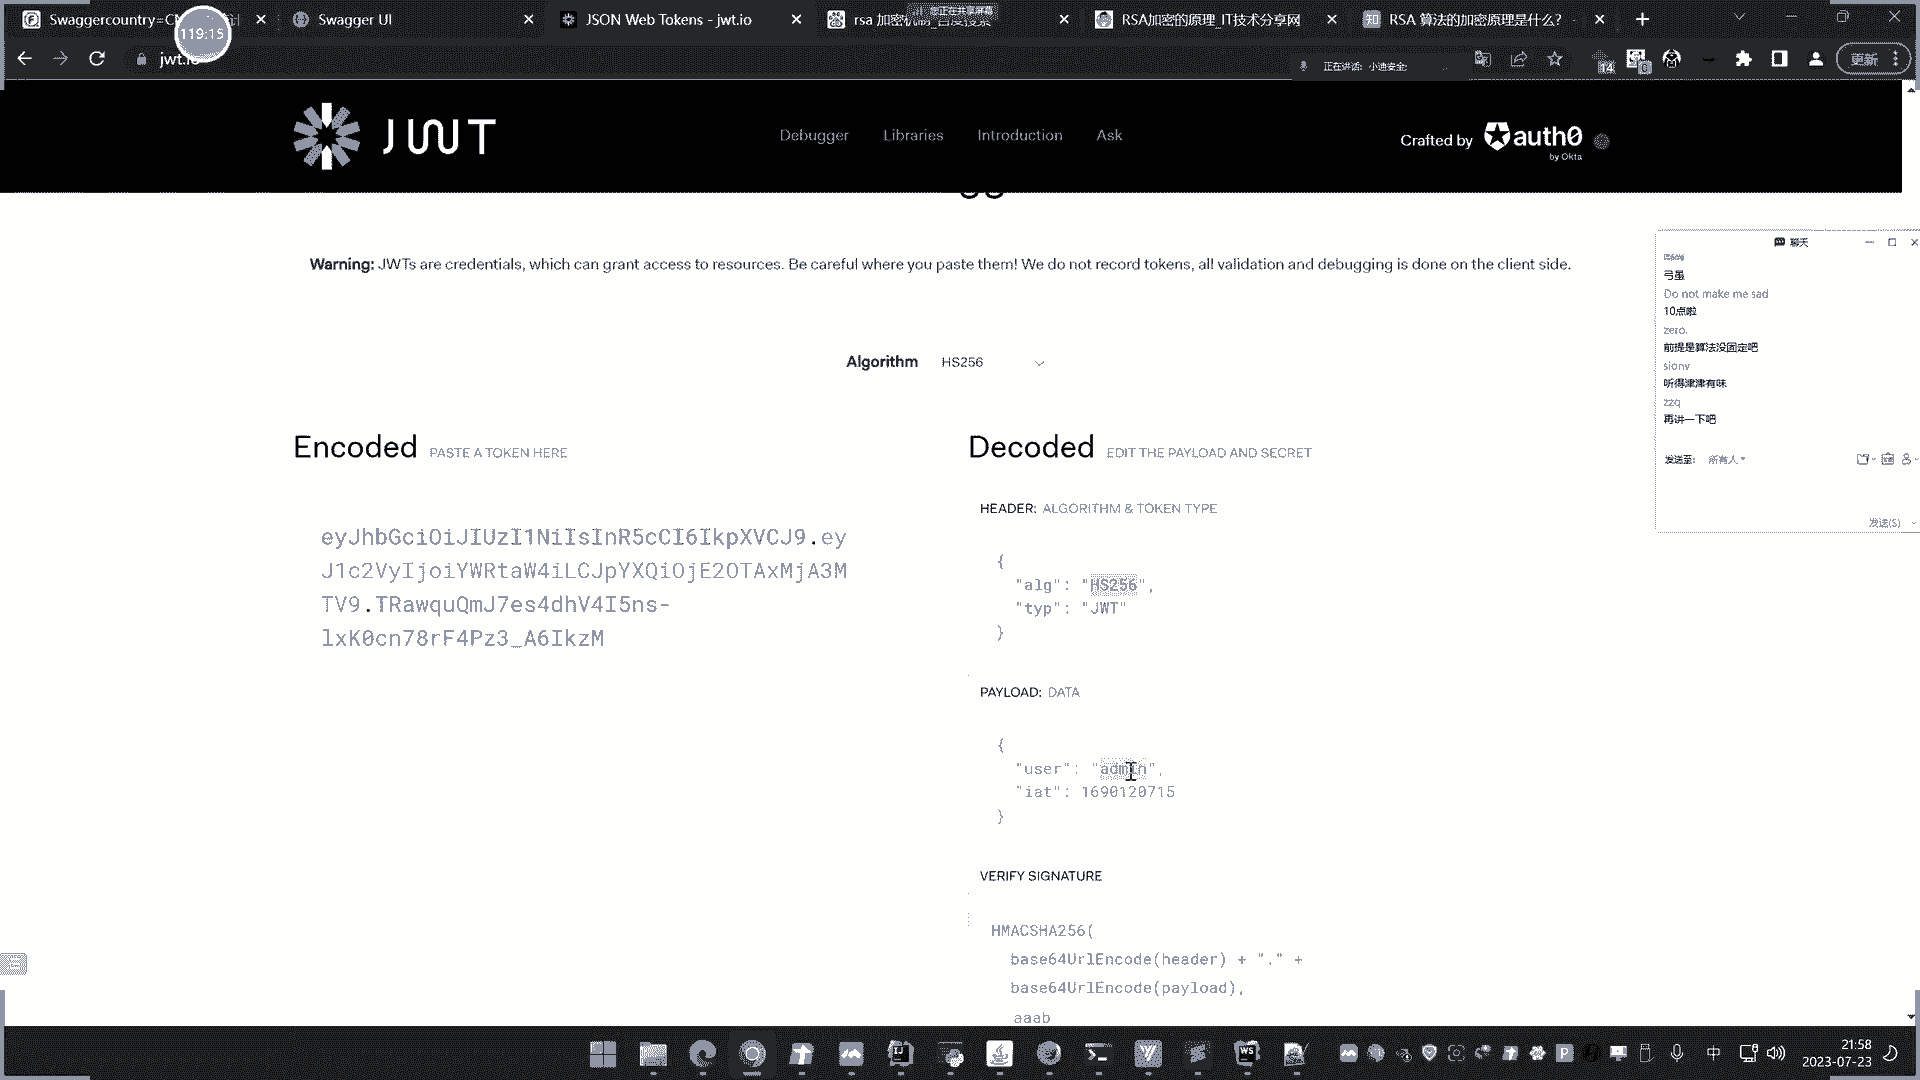 Swaggercountry=C
Swagger UI
JSON Web Tokens - jwt.io
RSA加密的原理_IT技术分享网
RSA 算法的加密原理是什么?
119:15
jwt.i
正在讲话: 小迪安全;
14
更新
JWT
Debugger
Libraries
Introduction
Ask
Crafted by
auth0
by Okta
Warning: JWTs are credentials, which can grant access to resources. Be careful where you paste them! We do not record tokens, all validation and debugging is done on the client side.
Algorithm HS256
Encoded PASTE A TOKEN HERE
eyJhbGciOiJIUzI1NiIsInR5cCI6IkpXVCJ9.ey
J1c2VyIjoiYWRtaW4iLCJpYXQiOjE2OTAxMjA3M
TV9.TRawquQmJ7es4dhV4I5ns-
lxK0cn78rF4Pz3_A6IkzM
Decoded EDIT THE PAYLOAD AND SECRET
HEADER: ALGORITHM & TOKEN TYPE
{
"alg": "HS256",
"typ": "JWT"
}
PAYLOAD: DATA
{
"user": "admin",
"iat": 1690120715
}
VERIFY SIGNATURE
HMACSHA256(
base64UrlEncode(header) + "." +
base64UrlEncode(payload),
aaab
聊天
Do not make me sad
10点啦
zero.
前提是算法没固定吧
sionv
听得津津有味
zzq
再讲一下吧
发送至: 所有人
发送(S)
中
21:58
2023-07-23